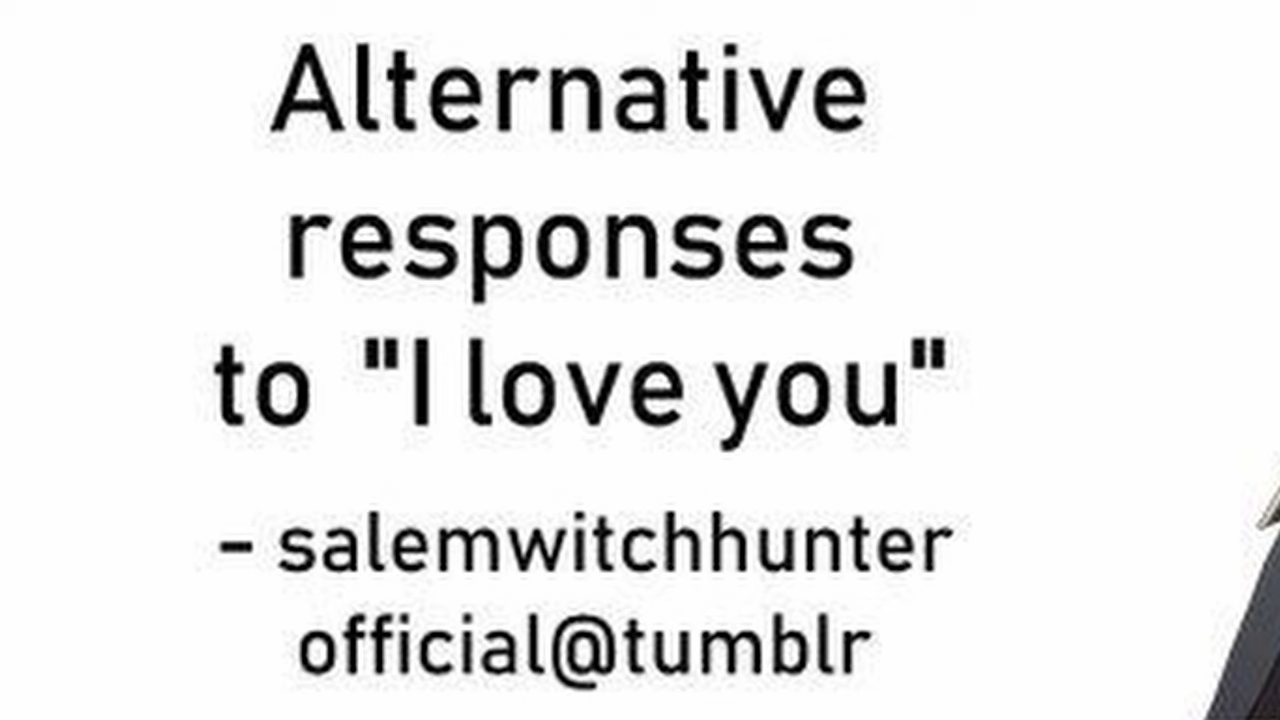 Alternative
responses
to "I love you"
– salemwitchhunter
official@tumblr